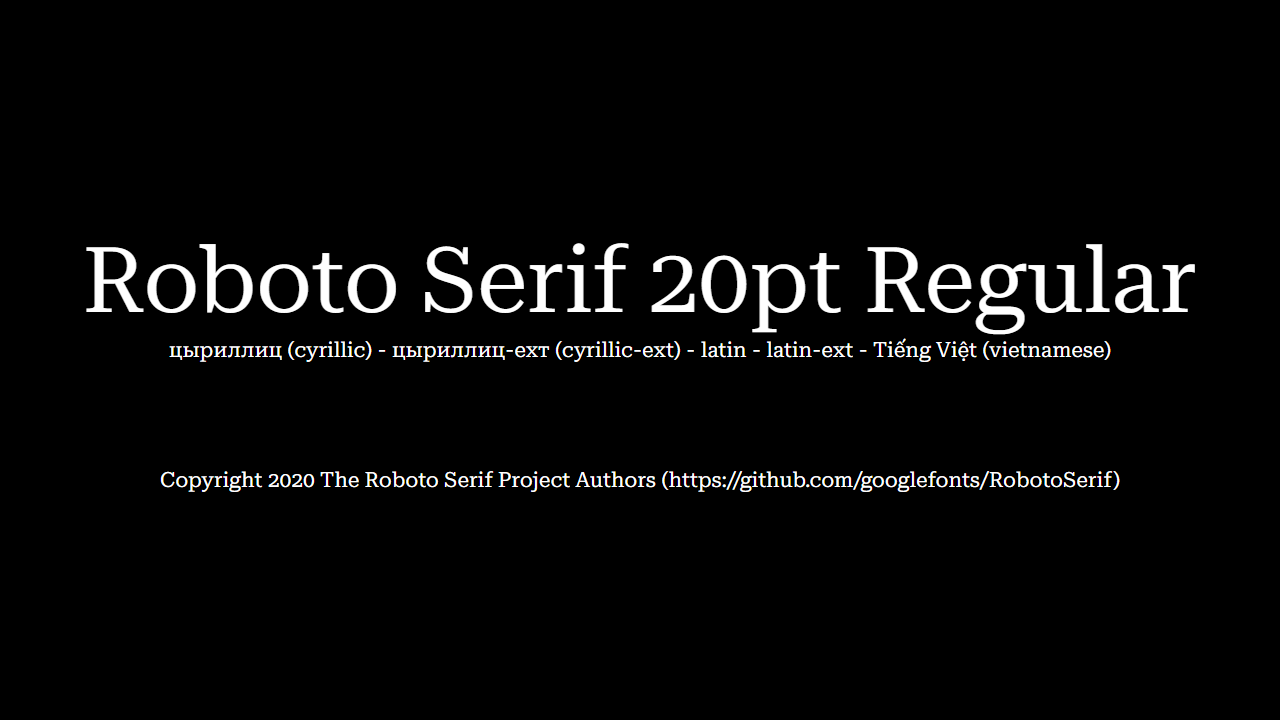 Roboto Serif 20pt Regular
цыриллиц (cyrillic) - цыриллиц-ехт (cyrillic-ext) - latin - latin-ext - Tiếng Việt (vietnamese)
Copyright 2020 The Roboto Serif Project Authors (https://github.com/googlefonts/RobotoSerif)